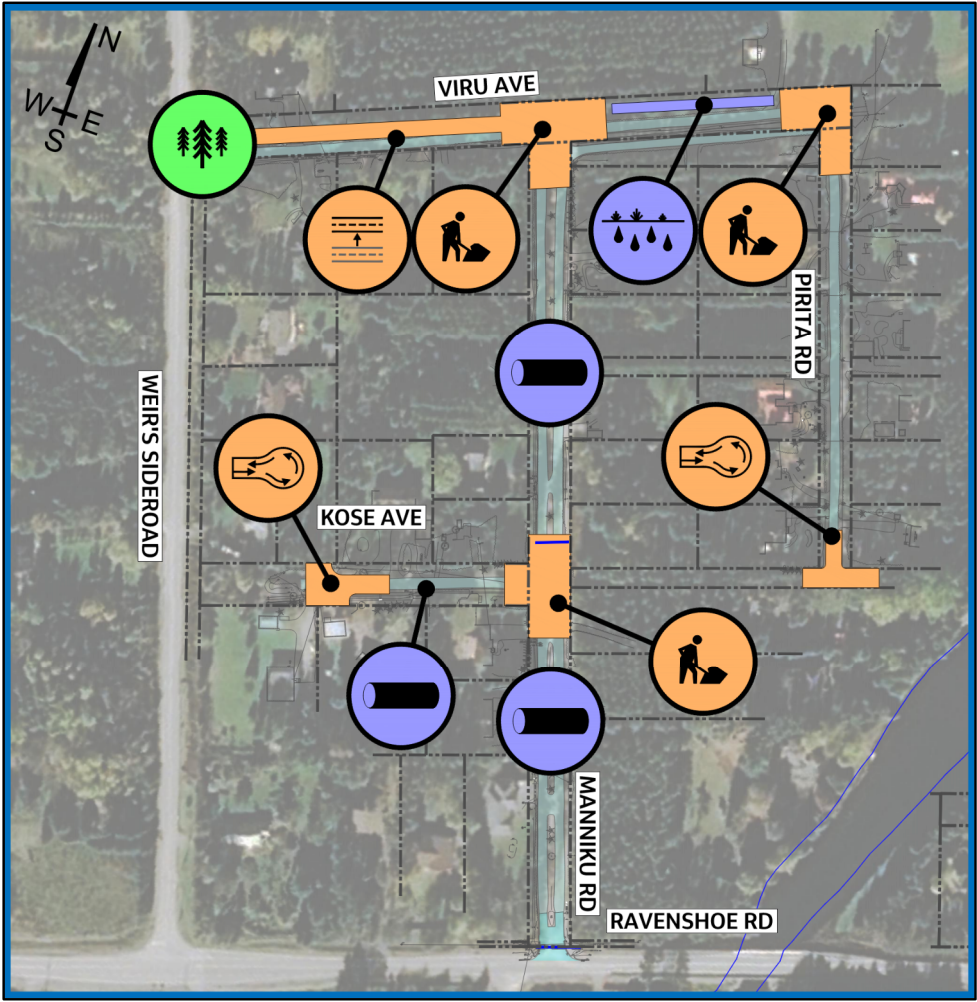 N
W
E
S
VIRU AVE
PIRITA RD
WEIR'S SIDEROAD
KOSE AVE
MANNIKU RD
RAVENSHOE RD